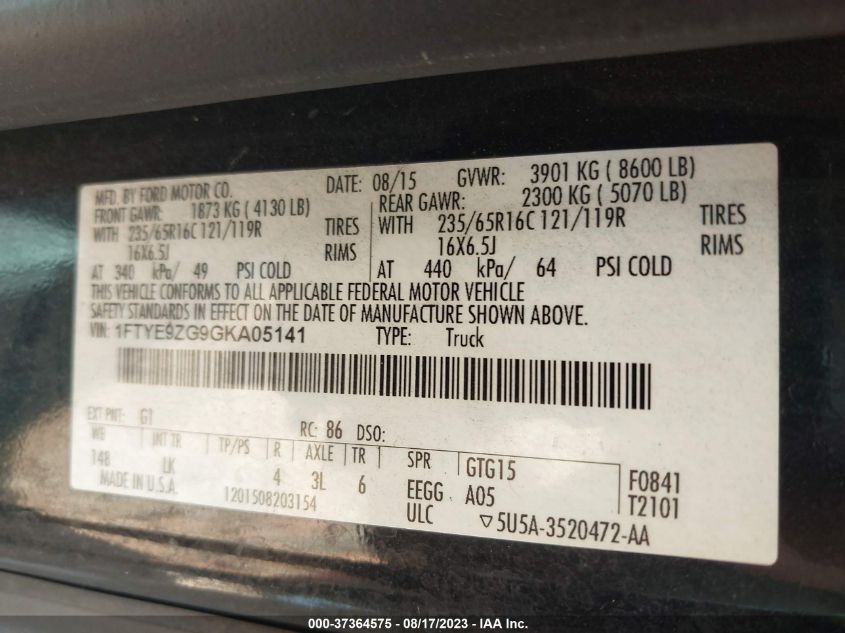 MFD. BY FORD MOTOR CO. DATE: 08/15 GVWR: 3901 KG ( 8600 LB)
FRONT GAWR: 1873 KG ( 4130 LB) REAR GAWR: 2300 KG ( 5070 LB)
WITH 235/65R16C 121/119R TIRES WITH 235/65R16C 121/119R TIRES
16X6.5J RIMS 16X6.5J RIMS
AT 340 kPa/ 49 PSI COLD AT 440 kPa/ 64 PSI COLD
THIS VEHICLE CONFORMS TO ALL APPLICABLE FEDERAL MOTOR VEHICLE
SAFETY STANDARDS IN EFFECT ON THE DATE OF MANUFACTURE SHOWN ABOVE.
VIN: 1FTYE9ZG9GKA05141 TYPE: Truck
EXT PNT: G1 RC: 86 DSO:
WB INT TR TP/PS R AXLE TR SPR GTG15 F0841
148 LK 4 3L 6 EEGG A05 T2101
MADE IN U.S.A. 1201508203154 ULC ▽5U5A-3520472-AA
000-37364575 - 08/17/2023 - IAA Inc.